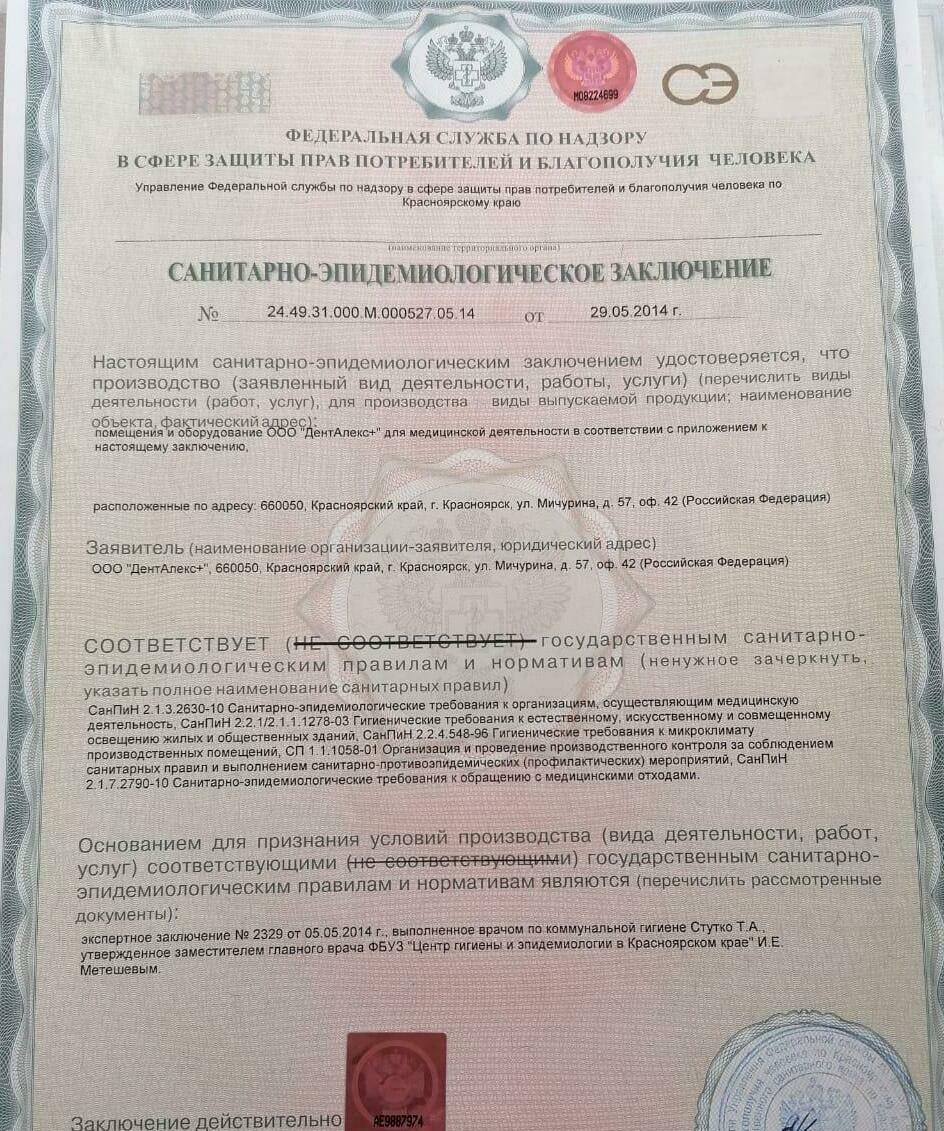 М08224699
СЭ
ФЕДЕРАЛЬНАЯ СЛУЖБА ПО НАДЗОРУ
В СФЕРЕ ЗАЩИТЫ ПРАВ ПОТРЕБИТЕЛЕЙ И БЛАГОПОЛУЧИЯ ЧЕЛОВЕКА
Управление Федеральной службы по надзору в сфере защиты прав потребителей и благополучия человека по
Красноярскому краю
(наименование территориального органа)
САНИТАРНО-ЭПИДЕМИОЛОГИЧЕСКОЕ ЗАКЛЮЧЕНИЕ
№ 24.49.31.000.М.000527.05.14 от 29.05.2014 г.
Настоящим санитарно-эпидемиологическим заключением удостоверяется, что
производство (заявленный вид деятельности, работы, услуги) (перечислить виды
деятельности (работ, услуг), для производства виды выпускаемой продукции; наименование
объекта, фактический адрес):
помещения и оборудование ООО "ДентАлекс+" для медицинской деятельности в соответствии с приложением к
настоящему заключению,
расположенные по адресу: 660050, Красноярский край, г. Красноярск, ул. Мичурина, д. 57, оф. 42 (Российская Федерация)
Заявитель (наименование организации-заявителя, юридический адрес)
ООО "ДентАлекс+", 660050, Красноярский край, г. Красноярск, ул. Мичурина, д. 57, оф. 42 (Российская Федерация)
СООТВЕТСТВУЕТ (НЕ СООТВЕТСТВУЕТ) государственным санитарно-
эпидемиологическим правилам и нормативам (ненужное зачеркнуть,
указать полное наименование санитарных правил)
СанПиН 2.1.3.2630-10 Санитарно-эпидемиологические требования к организациям, осуществляющим медицинскую
деятельность, СанПиН 2.2.1/2.1.1.1278-03 Гигиенические требования к естественному, искусственному и совмещенному
освещению жилых и общественных зданий, СанПиН 2.2.4.548-96 Гигиенические требования к микроклимату
производственных помещений, СП 1.1.1058-01 Организация и проведение производственного контроля за соблюдением
санитарных правил и выполнением санитарно-противоэпидемических (профилактических) мероприятий, СанПиН
2.1.7.2790-10 Санитарно-эпидемиологические требования к обращению с медицинскими отходами.
Основанием для признания условий производства (вида деятельности, работ,
услуг) соответствующими (не соответствующими) государственным санитарно-
эпидемиологическим правилам и нормативам являются (перечислить рассмотренные
документы):
экспертное заключение № 2329 от 05.05.2014 г., выполненное врачом по коммунальной гигиене Стутко Т.А.,
утвержденное заместителем главного врача ФБУЗ "Центр гигиены и эпидемиологии в Красноярском крае" И.Е.
Метешевым.
Заключение действительно
АЕ9887974